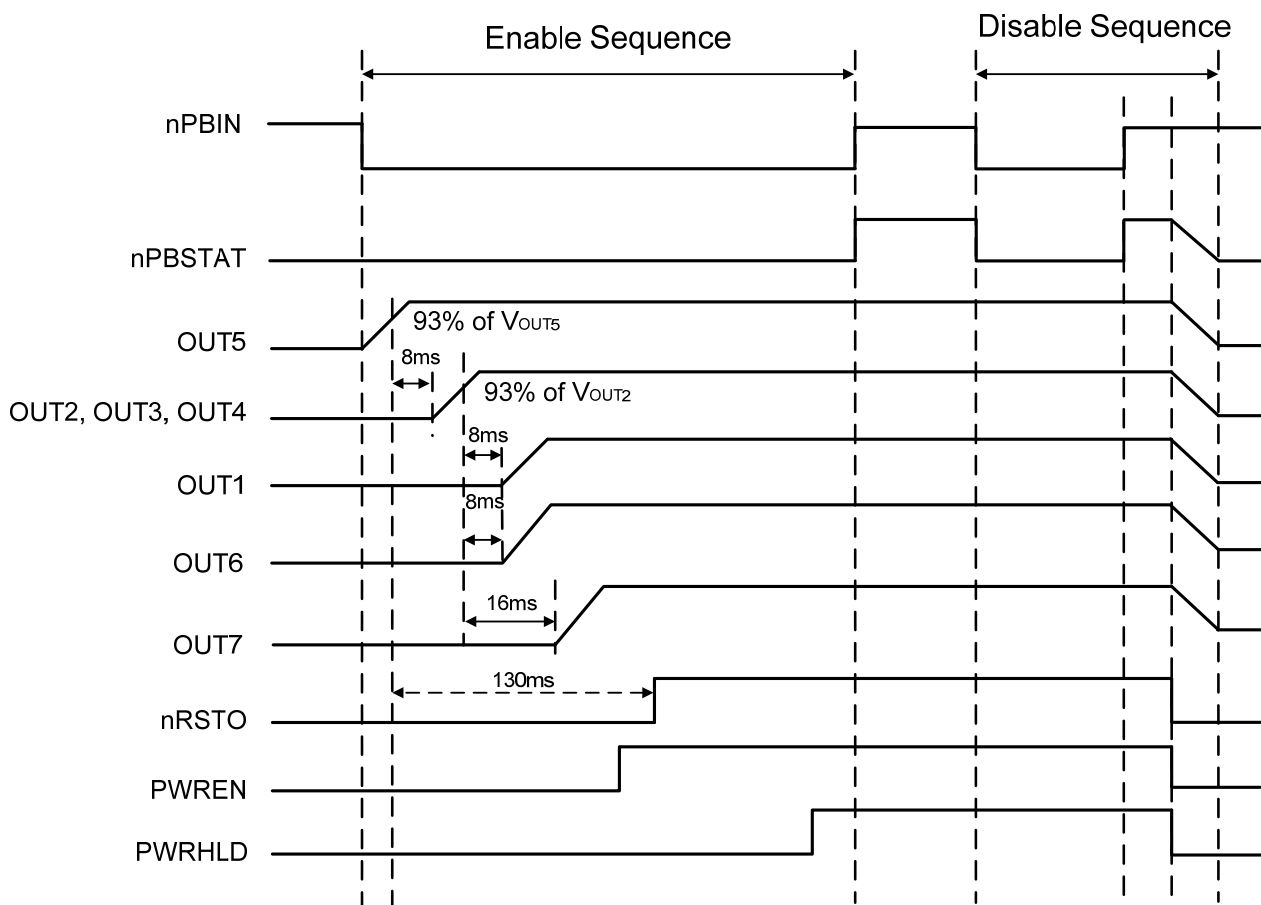 Enable Sequence
Disable Sequence
nPBIN
nPBSTAT
93% of VOUT5
OUT5
8ms
93% of VOUT2
OUT2, OUT3, OUT4
8ms
OUT1
8ms
OUT6
16ms
OUT7
130ms
nRSTO
PWREN
PWRHLD